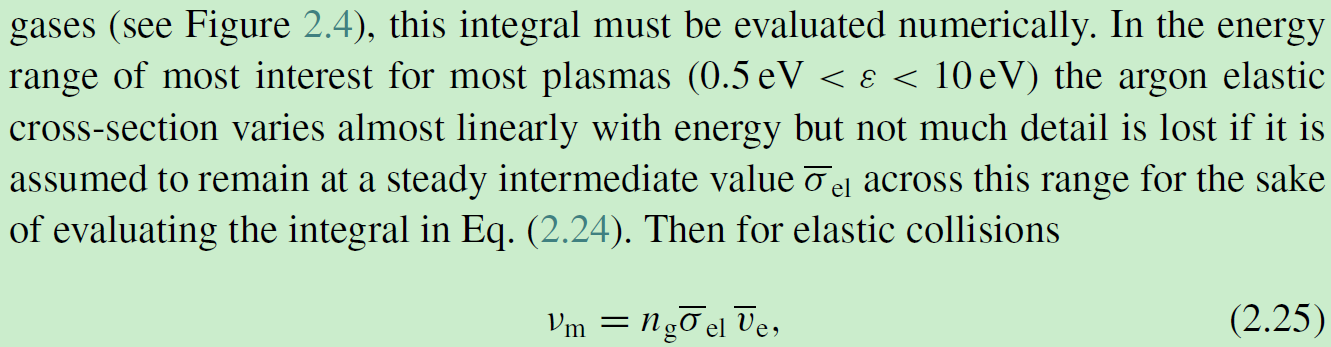 gases (see Figure 2.4), this integral must be evaluated numerically. In the energy
range of most interest for most plasmas (0.5 eV < ε < 10 eV) the argon elastic
cross-section varies almost linearly with energy but not much detail is lost if it is
assumed to remain at a steady intermediate value σ̅el across this range for the sake
of evaluating the integral in Eq. (2.24). Then for elastic collisions
νm = ngσ̅el v̅e, (2.25)